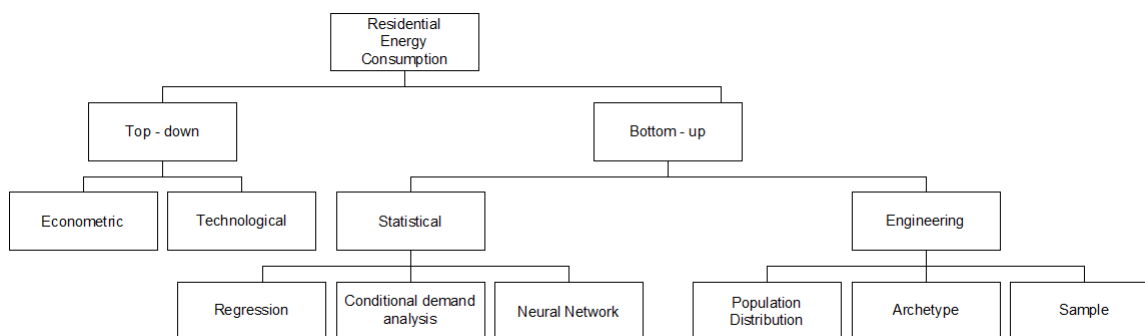 Residential
Energy
Consumption
Top - down
Bottom - up
Econometric
Technological
Statistical
Engineering
Regression
Conditional demand
analysis
Neural Network
Population
Distribution
Archetype
Sample